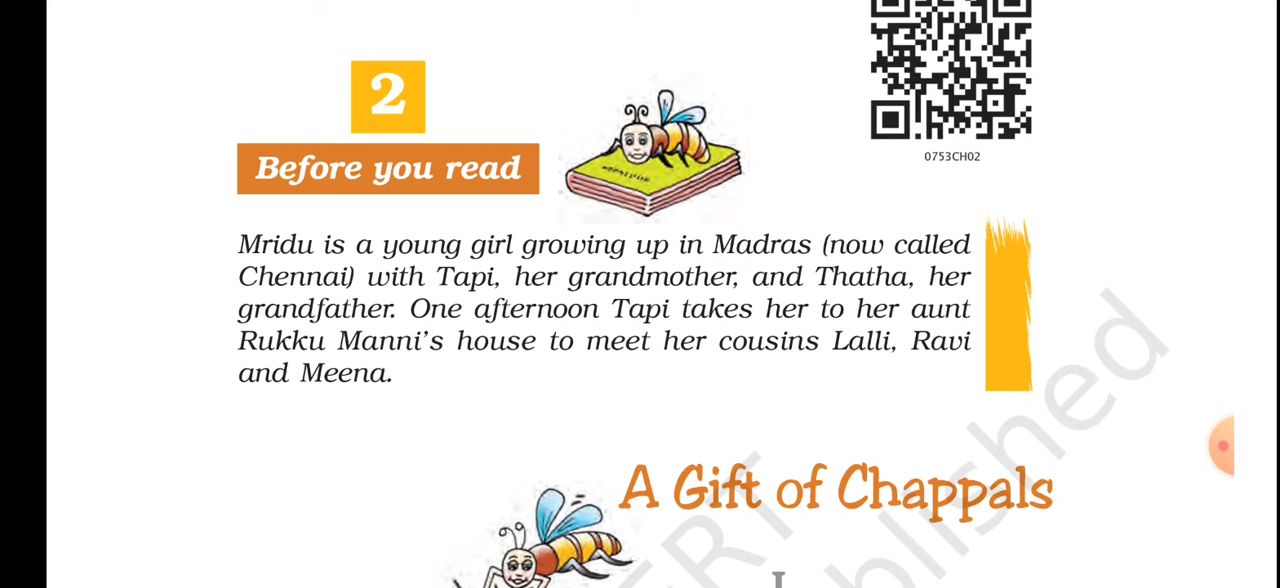 2
0753CH02
Before you read
Mridu is a young girl growing up in Madras (now called
Chennai) with Tapi, her grandmother, and Thatha, her
grandfather. One afternoon Tapi takes her to her aunt
Rukku Manni's house to meet her cousins Lalli, Ravi
and Meena.
A Gift of Chappals
I